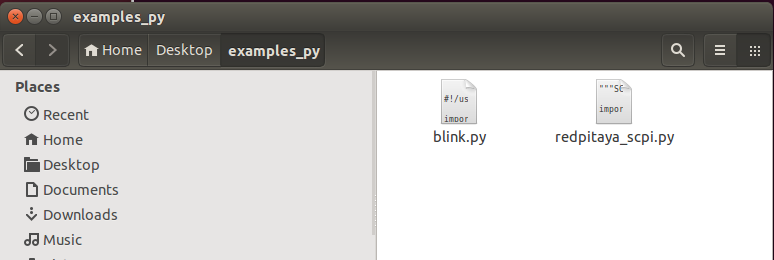 examples_py
Home Desktop examples_py
Places
Recent
Home
Desktop
Documents
Downloads
Music
#!/us
impor
blink.py
"""SC
impor
redpitaya_scpi.py